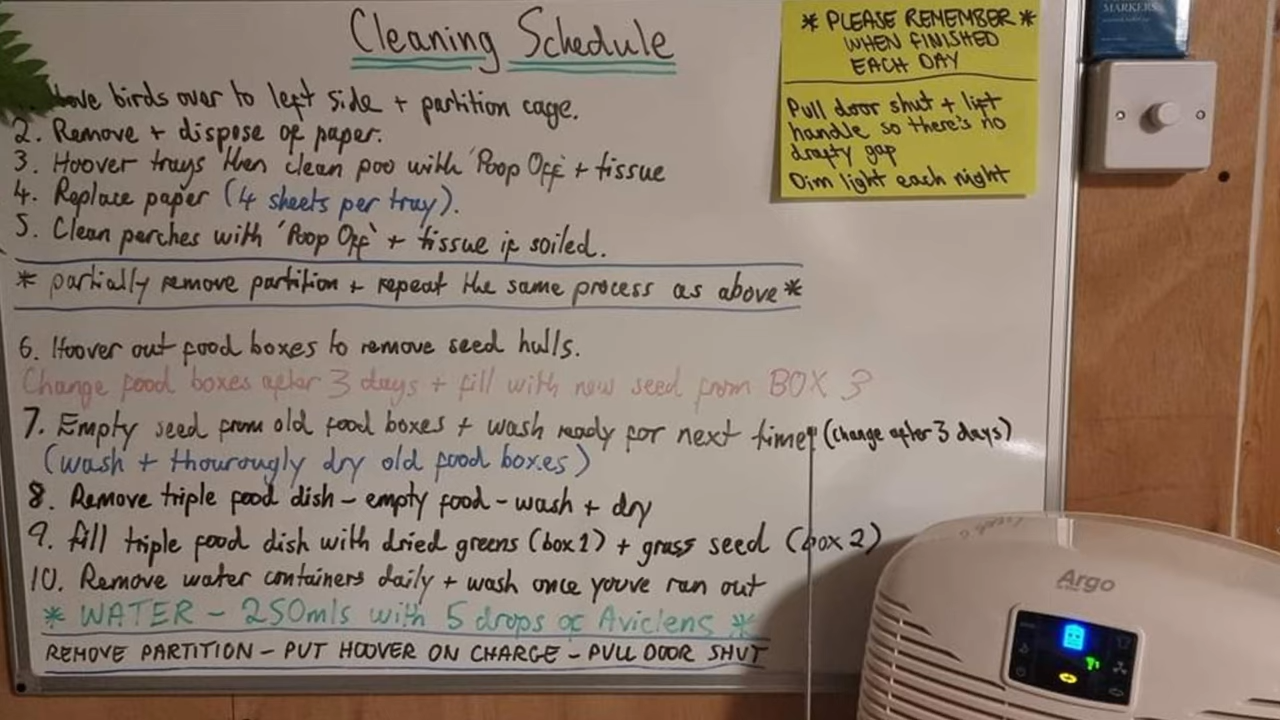 Cleaning Schedule
move birds over to left side + partition cage.
2. Remove + dispose of paper.
3. Hoover trays then clean poo with 'Poop Off' + tissue
4. Replace paper (4 sheets per tray).
5. Clean perches with 'Poop Off' + tissue if soiled.
* partially remove partition + repeat the same process as above *
6. Hoover out food boxes to remove seed hulls.
Change food boxes after 3 days + fill with new seed from BOX 3
7. Empty seed from old food boxes + wash ready for next time! (change after 3 days)
(wash + thourougly dry old food boxes)
8. Remove triple food dish - empty food - wash + dry
9. fill triple food dish with dried greens (box 1) + grass seed (box 2)
10. Remove water containers daily + wash once youve ran out
* WATER - 250mls with 5 drops of Aviclens *
REMOVE PARTITION - PUT HOOVER ON CHARGE - PULL DOOR SHUT
* PLEASE REMEMBER *
WHEN FINISHED
EACH DAY
Pull door shut + lift
handle so there's no
drafty gap
Dim light each night
MARKERS
Argo